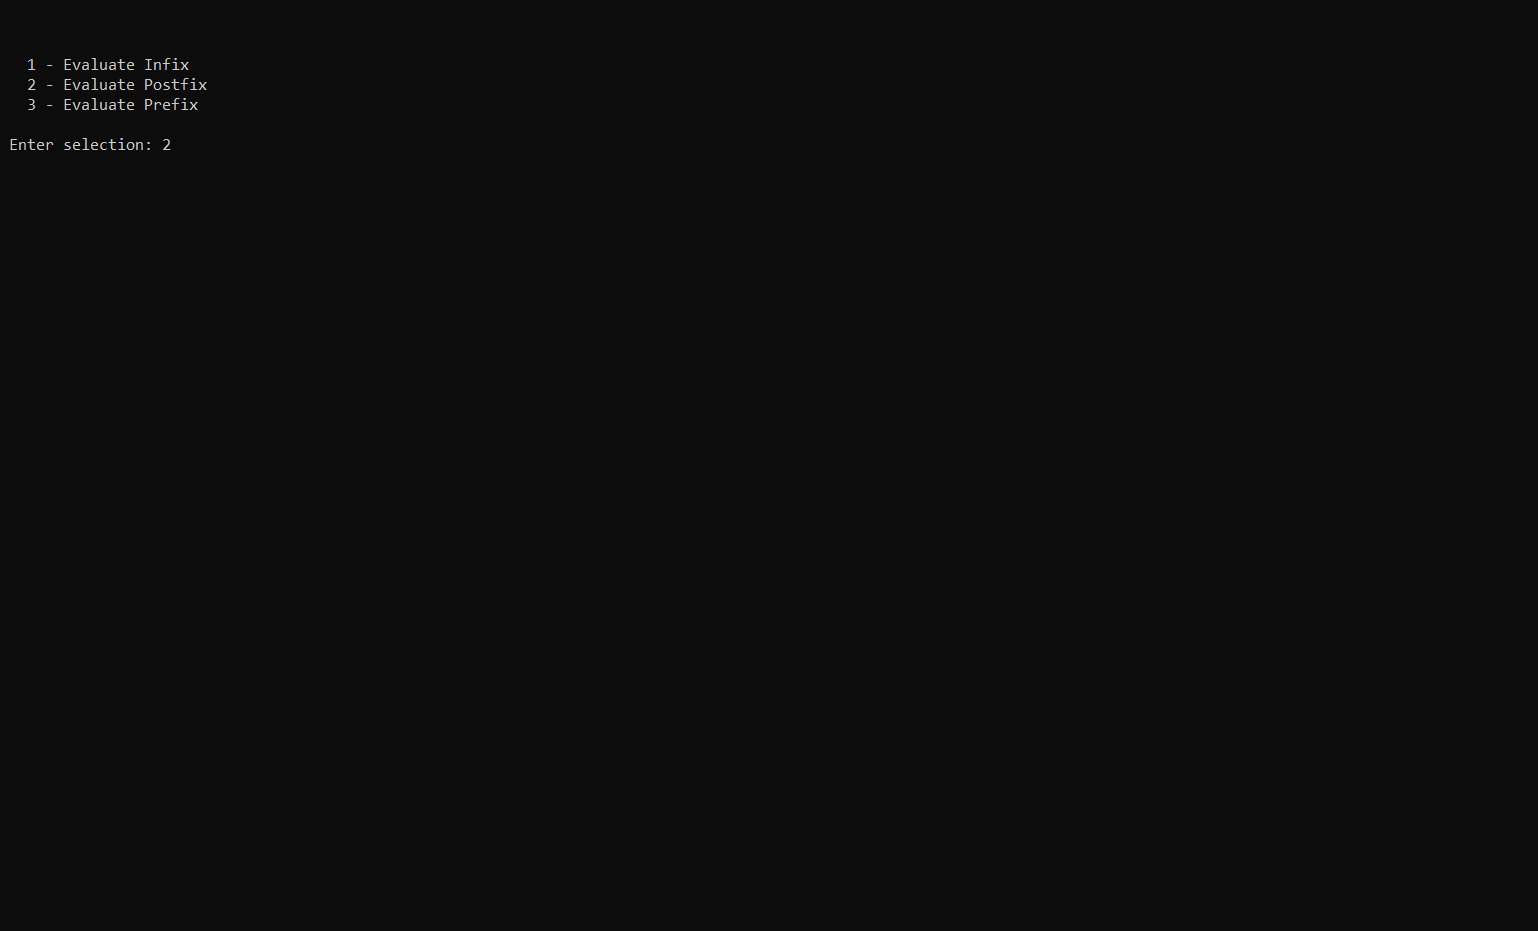 1 - Evaluate Infix
2 - Evaluate Postfix
3 - Evaluate Prefix
Enter selection: 2